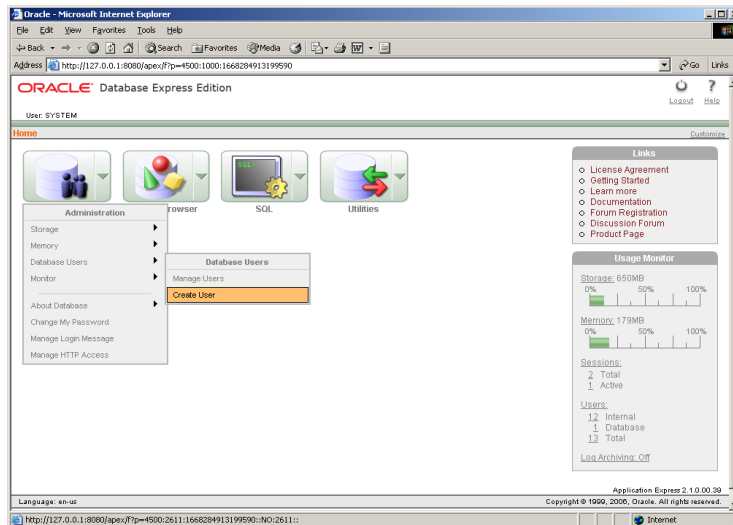 Oracle - Microsoft Internet Explorer
File Edit View Favorites Tools Help
Back Search Favorites Media
Address http://127.0.0.1:8080/apex/f?p=4500:1000:1668284913199590 Go Links
ORACLE Database Express Edition
Logout Help
User: SYSTEM
Home Customize
SQL>
rowser SQL Utilities
Administration
Storage
Memory
Database Users
Monitor
About Database
Change My Password
Manage Login Message
Manage HTTP Access
Database Users
Manage Users
Create User
Links
License Agreement
Getting Started
Learn more
Documentation
Forum Registration
Discussion Forum
Product Page
Usage Monitor
Storage: 650MB
0% 50% 100%
Memory: 179MB
0% 50% 100%
Sessions:
2 Total
1 Active
Users:
12 Internal
1 Database
13 Total
Log Archiving: Off
Application Express 2.1.0.00.39
Language: en-us Copyright © 1999, 2006, Oracle. All rights reserved.
http://127.0.0.1:8080/apex/f?p=4500:2611:1668284913199590::NO:2611:: Internet